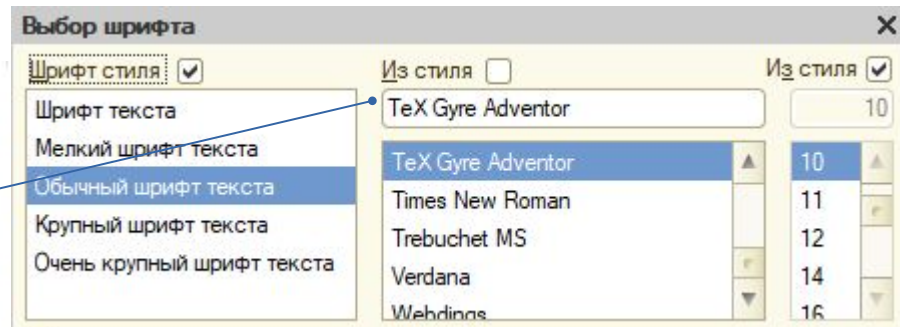 Выбор шрифта
Шрифт стиля
Шрифт текста
Мелкий шрифт текста
Обычный шрифт текста
Крупный шрифт текста
Очень крупный шрифт текста
Из стиля
TeX Gyre Adventor
TeX Gyre Adventor
Times New Roman
Trebuchet MS
Verdana
Webdings
Из стиля
10
10
11
12
14
16